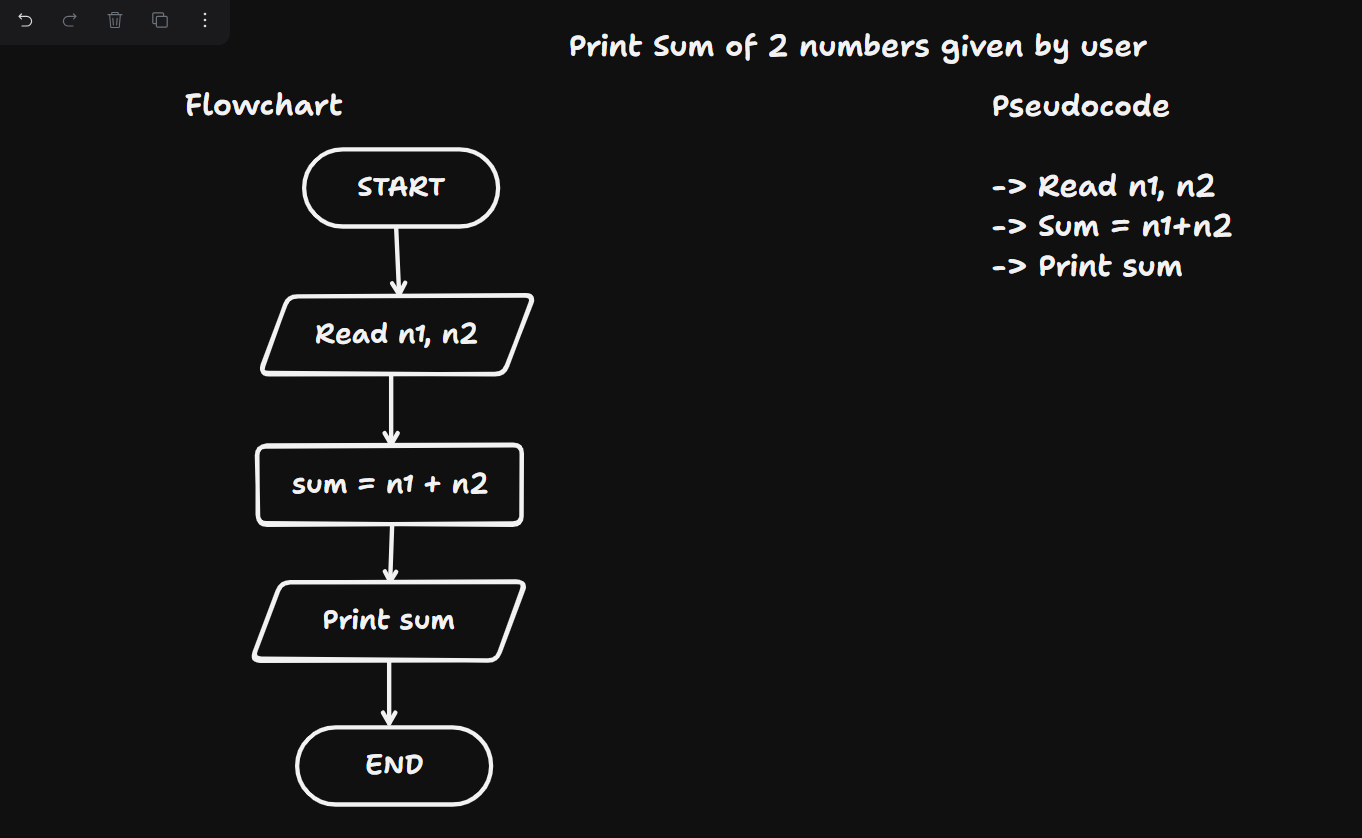 Print Sum of 2 numbers given by user
Flowchart
START
Read n1, n2
sum = n1 + n2
Print sum
END
Pseudocode
-> Read n1, n2
-> Sum = n1+n2
-> Print sum